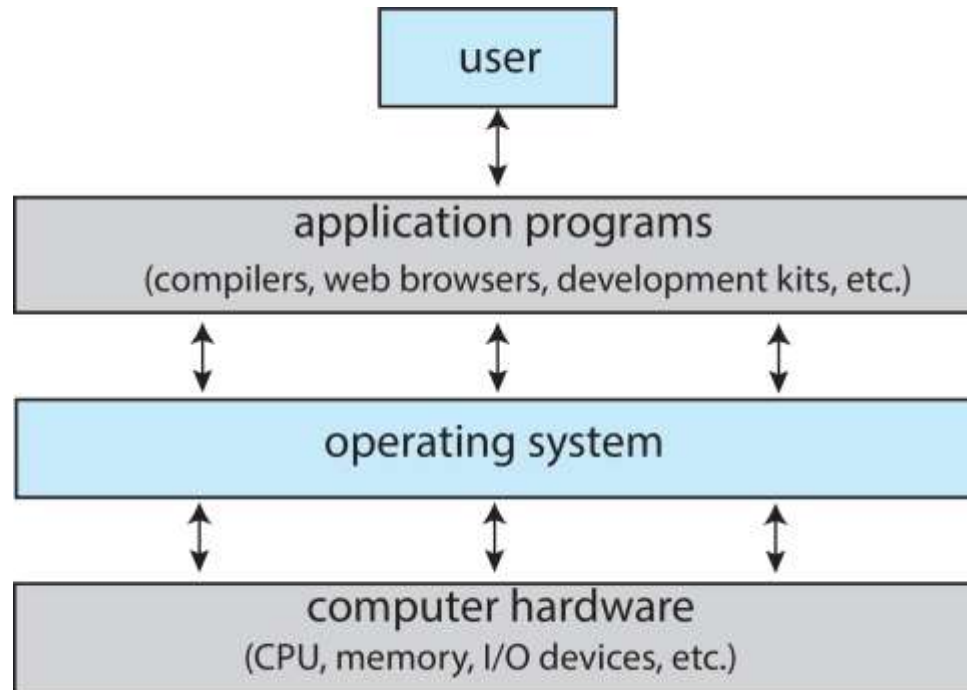 user
application programs
(compilers, web browsers, development kits, etc.)
operating system
computer hardware
(CPU, memory, I/O devices, etc.)